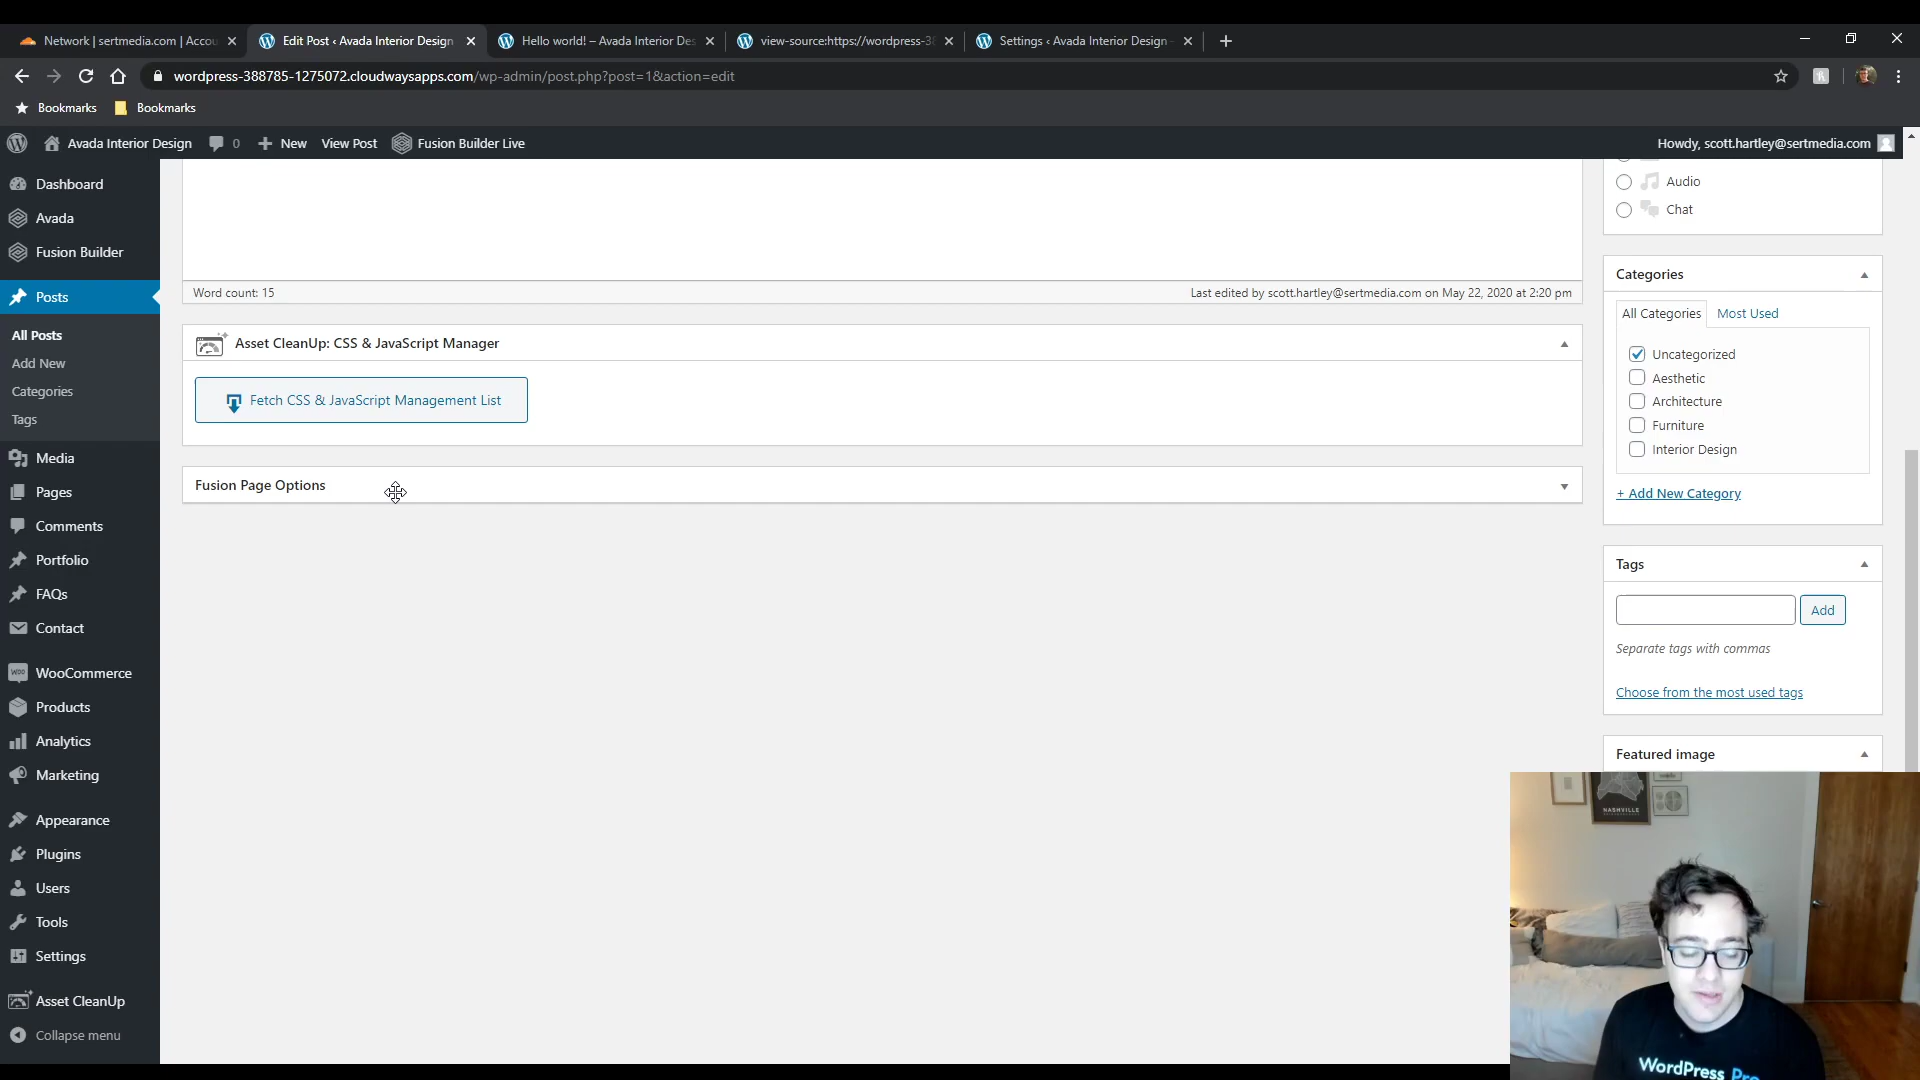 Network | sertmedia.com | Accou
Edit Post ‹ Avada Interior Design
Hello world! – Avada Interior Des
view-source:https://wordpress-38
Settings ‹ Avada Interior Design -
wordpress-388785-1275072.cloudwaysapps.com/wp-admin/post.php?post=1&action=edit
Bookmarks
Bookmarks
Avada Interior Design
0
New
View Post
Fusion Builder Live
Howdy, scott.hartley@sertmedia.com
Dashboard
Avada
Fusion Builder
Posts
All Posts
Add New
Categories
Tags
Media
Pages
Comments
Portfolio
FAQs
Contact
WooCommerce
Products
Analytics
Marketing
Appearance
Plugins
Users
Tools
Settings
Asset CleanUp
Collapse menu
Word count: 15
Last edited by scott.hartley@sertmedia.com on May 22, 2020 at 2:20 pm
Asset CleanUp: CSS & JavaScript Manager
Fetch CSS & JavaScript Management List
Fusion Page Options
Audio
Chat
Categories
All Categories
Most Used
Uncategorized
Aesthetic
Architecture
Furniture
Interior Design
+ Add New Category
Tags
Add
Separate tags with commas
Choose from the most used tags
Featured image
NASHVILLE
WordPress Pro